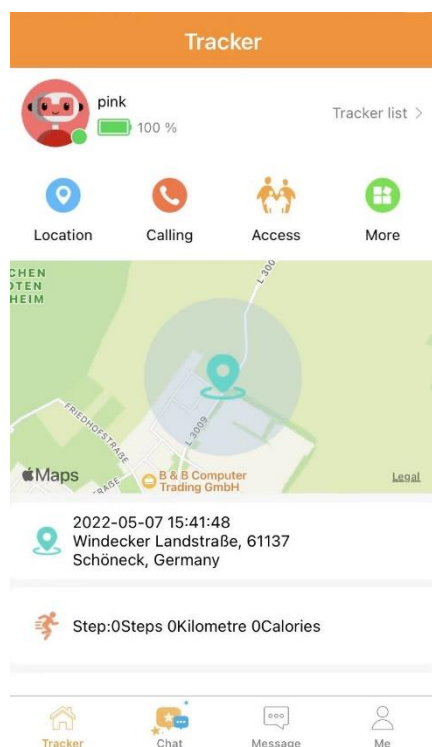 Tracker
pink
100 %
Tracker list >
Location
Calling
Access
More
CHEN
OTEN
HEIM
L 300
FRIEDHOFSTRAẞE
L 3009
RAẞE
Maps
B & B Computer
Trading GmbH
Legal
2022-05-07 15:41:48
Windecker Landstraße, 61137
Schöneck, Germany
Step:0Steps 0Kilometre 0Calories
Tracker
Chat
Message
Me